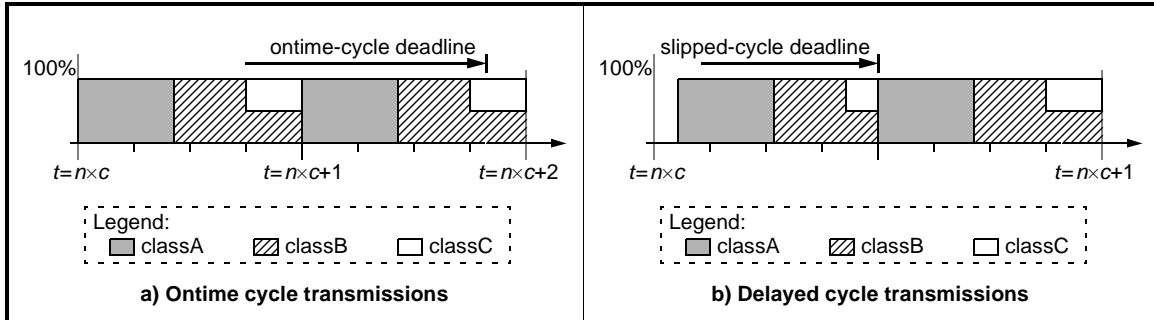 ontime-cycle deadline
100%
t=n×c
t=n×c+1
t=n×c+2
Legend:
classA
classB
classC
a) Ontime cycle transmissions
slipped-cycle deadline
100%
t=n×c
t=n×c+1
Legend:
classA
classB
classC
b) Delayed cycle transmissions